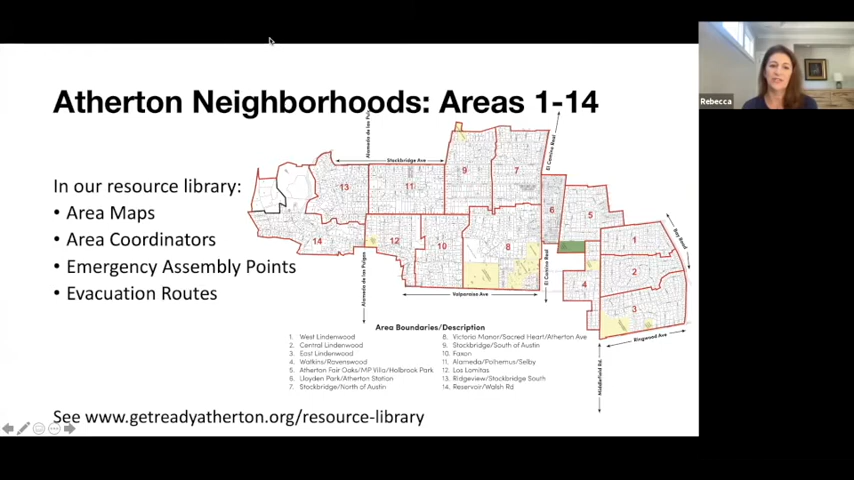 Rebecca
Atherton Neighborhoods: Areas 1-14
In our resource library:
• Area Maps
• Area Coordinators
• Emergency Assembly Points
• Evacuation Routes
Alameda de las Pulgas
Stockbridge Ave
El Camino Real
9
7
13
11
6
5
14
12
10
8
1
2
4
3
Bay Road
Alameda de las Pulgas
El Camino Real
Valparaiso Ave
Ringwood Ave
Middlefield Rd.
Area Boundaries/Description
1. West Lindenwood
2. Central Lindenwood
3. East Lindenwood
4. Watkins/Ravenswood
5. Atherton Fair Oaks/MP Villa/Holbrook Park
6. Lloyden Park/Atherton Station
7. Stockbridge/North of Austin
8. Victoria Manor/Sacred Heart/Atherton Ave
9. Stockbridge/South of Austin
10. Faxon
11. Alameda/Polhemus/Selby
12. Las Lomitas
13. Ridgeview/Stockbridge South
14. Reservoir/Walsh Rd
See www.getreadyatherton.org/resource-library